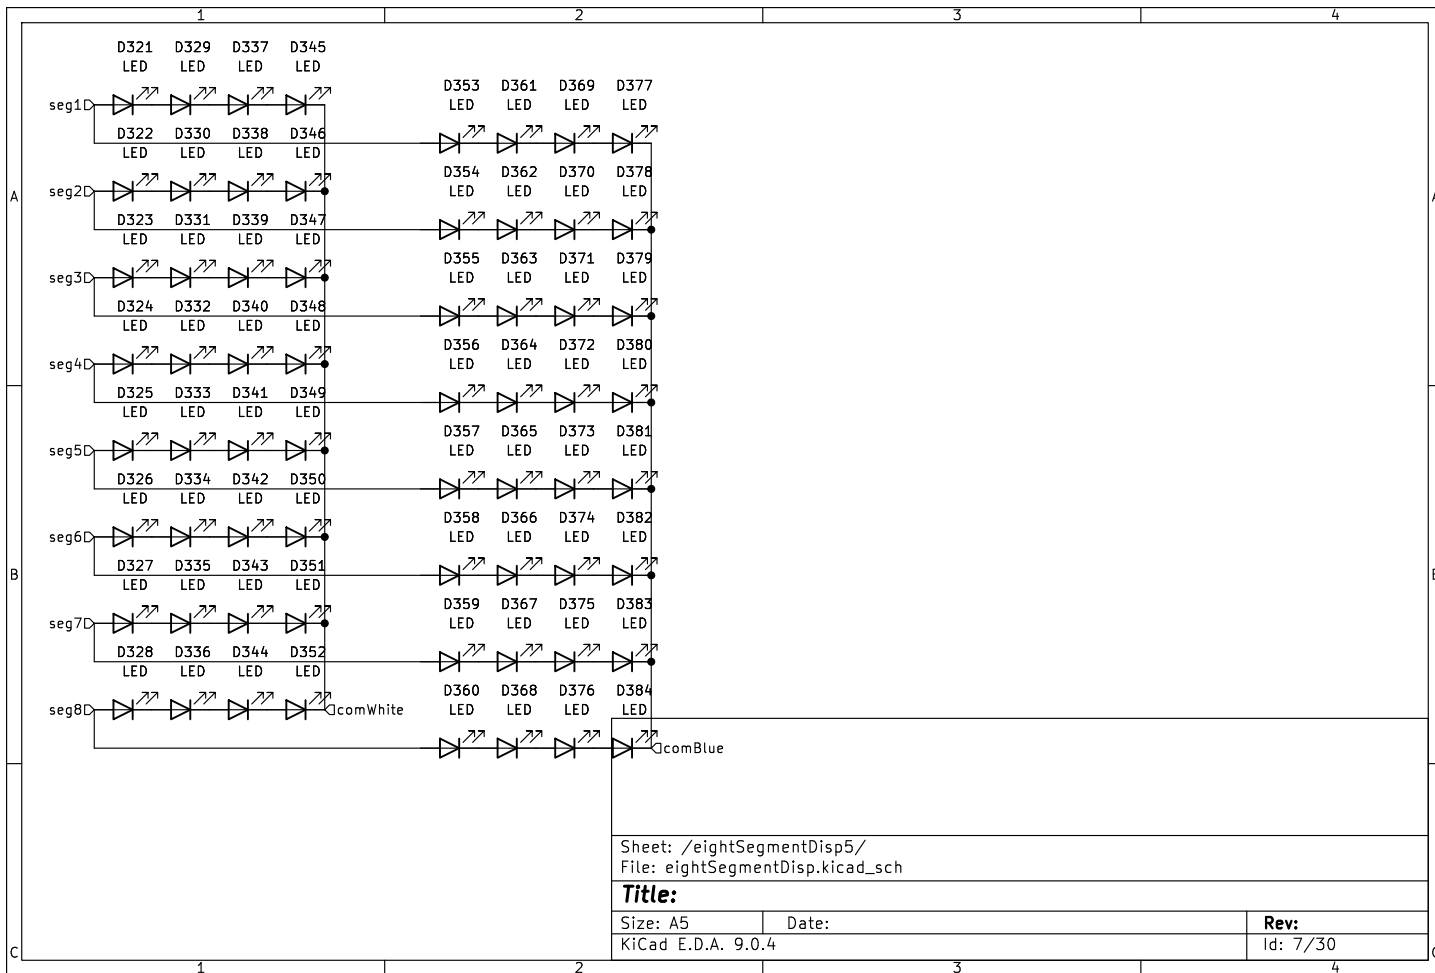 1 2 3 4
D321 D329 D337 D345
LED LED LED LED
D353 D361 D369 D377
LED LED LED LED
seg1
D322 D330 D338 D346
LED LED LED LED
D354 D362 D370 D378
LED LED LED LED
A seg2 A
D323 D331 D339 D347
LED LED LED LED
D355 D363 D371 D379
LED LED LED LED
seg3
D324 D332 D340 D348
LED LED LED LED
D356 D364 D372 D380
LED LED LED LED
seg4
D325 D333 D341 D349
LED LED LED LED
D357 D365 D373 D381
LED LED LED LED
seg5
D326 D334 D342 D350
LED LED LED LED
D358 D366 D374 D382
LED LED LED LED
seg6
D327 D335 D343 D351
B B
LED LED LED LED
D359 D367 D375 D383
LED LED LED LED
seg7
D328 D336 D344 D352
LED LED LED LED
D360 D368 D376 D384
LED LED LED LED
seg8 comWhite
comBlue
Sheet: /eightSegmentDisp5/
File: eightSegmentDisp.kicad_sch
Title:
Size: A5 Date: Rev:
KiCad E.D.A. 9.0.4 Id: 7/30
C C
1 2 3 4